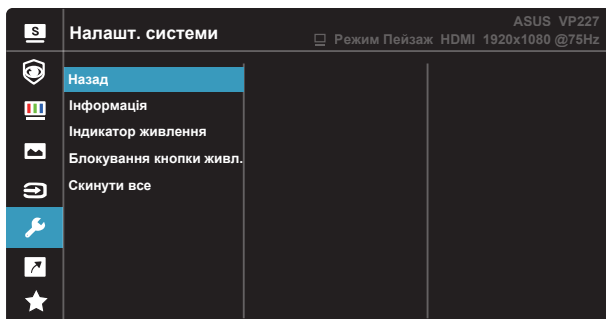 S
Налашт. системи
ASUS VP227
Режим Пейзаж HDMI 1920x1080 @75Hz
Назад
Інформація
Індикатор живлення
Блокування кнопки живл.
Скинути все